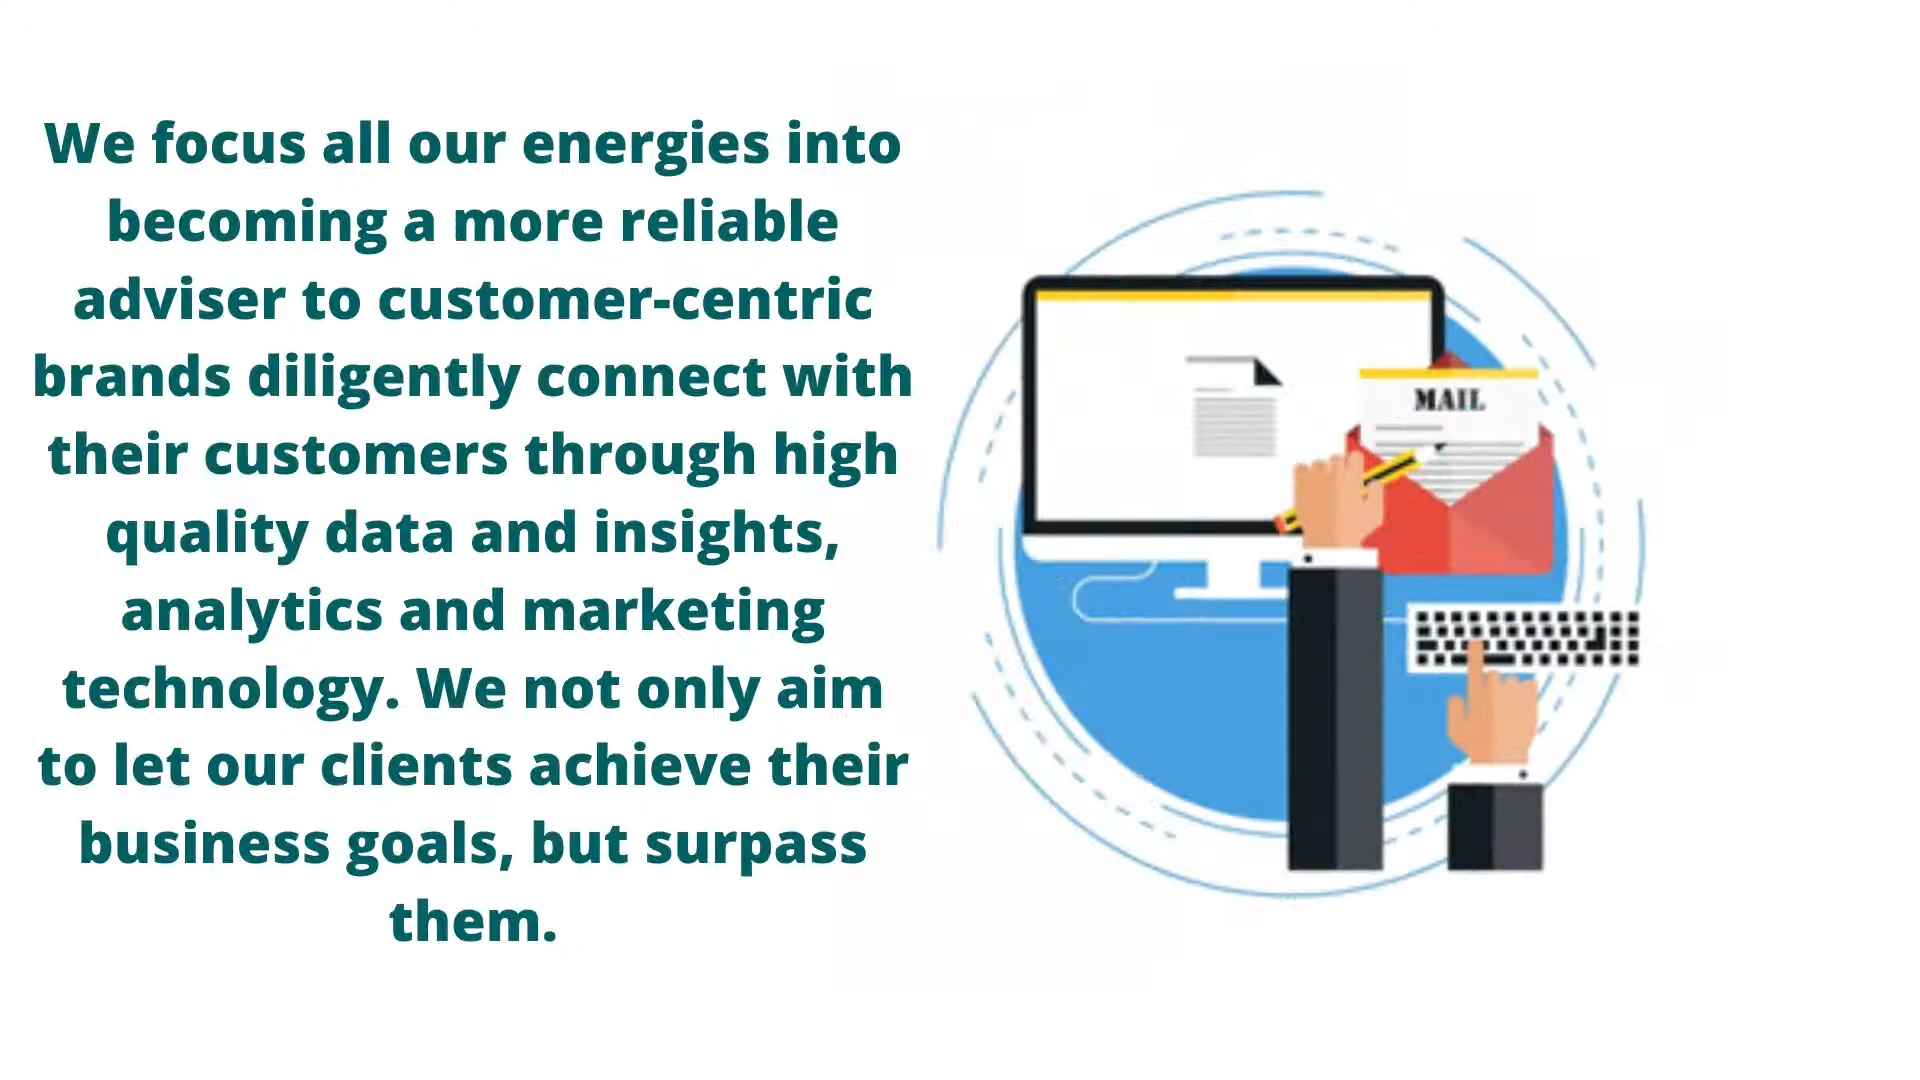 We focus all our energies into
becoming a more reliable
adviser to customer-centric
brands diligently connect with
their customers through high
quality data and insights,
analytics and marketing
technology. We not only aim
to let our clients achieve their
business goals, but surpass
them.
MAIL